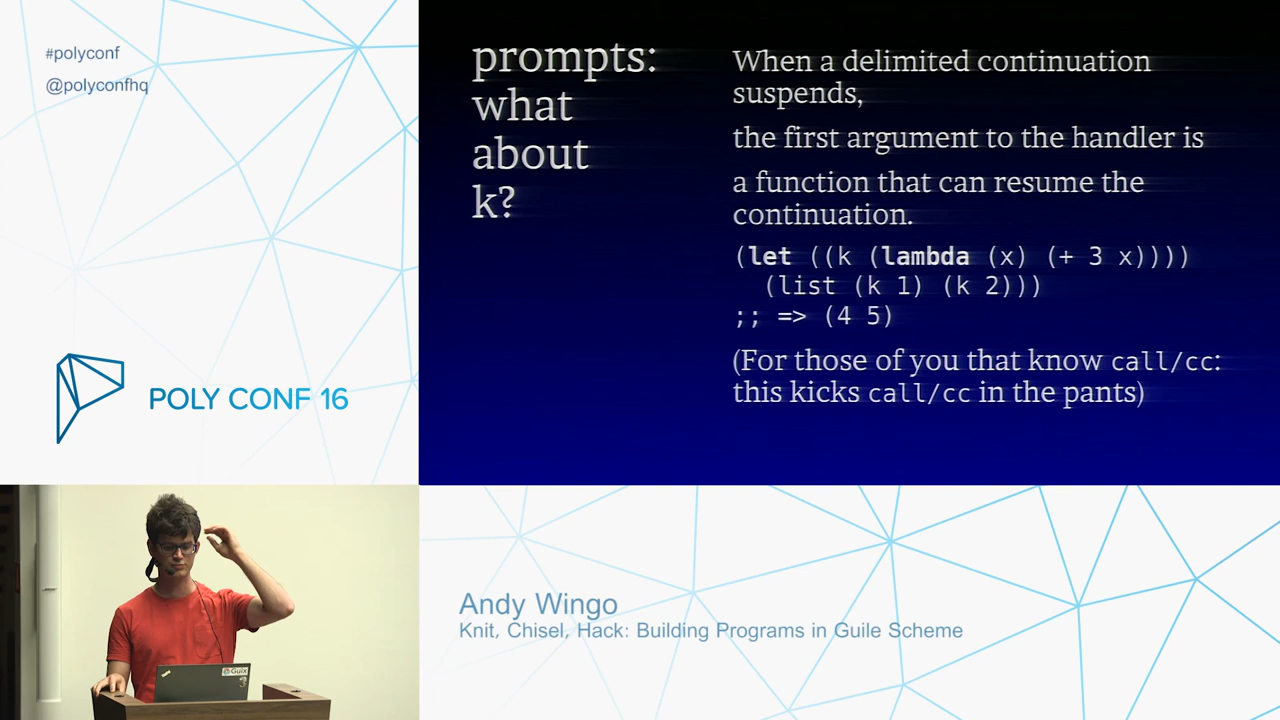 #polyconf
@polyconfhq
POLY CONF 16
prompts:
what
about
k?
When a delimited continuation
suspends,
the first argument to the handler is
a function that can resume the
continuation.
(let ((k (lambda (x) (+ 3 x))))
  (list (k 1) (k 2)))
;; => (4 5)
(For those of you that know call/cc:
this kicks call/cc in the pants)
Guix
Andy Wingo
Knit, Chisel, Hack: Building Programs in Guile Scheme